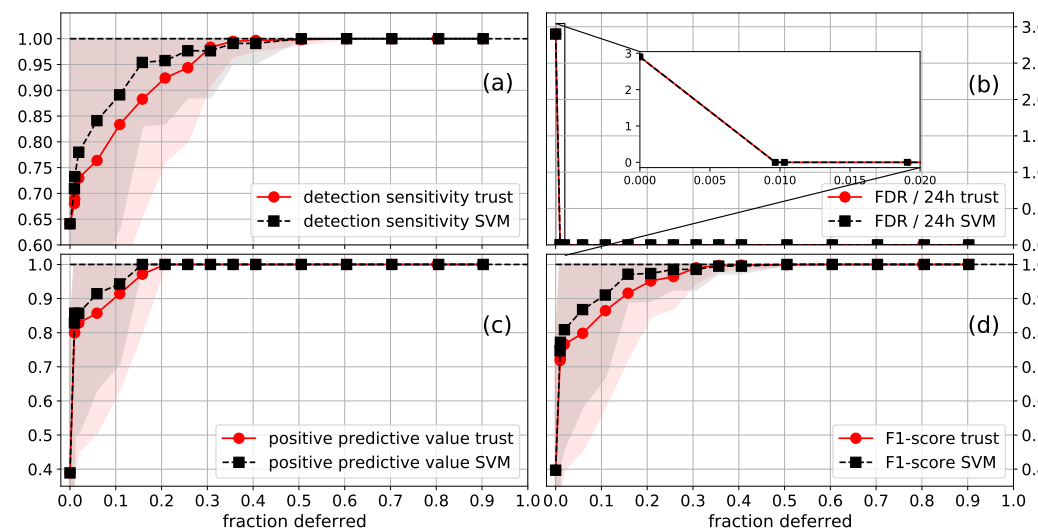 1.00
0.95
0.90
0.85
0.80
0.75
0.70
0.65
0.60
(a)
detection sensitivity trust
detection sensitivity SVM
3
2
1
0
0.000
0.005
0.010
0.015
0.020
(b)
FDR / 24h trust
FDR / 24h SVM
1.0
0.9
0.8
0.7
0.6
0.5
0.4
(c)
positive predictive value trust
positive predictive value SVM
0.0 0.1 0.2 0.3 0.4 0.5 0.6 0.7 0.8 0.9 1.0
fraction deferred
(d)
F1-score trust
F1-score SVM
0.0 0.1 0.2 0.3 0.4 0.5 0.6 0.7 0.8 0.9 1.0
fraction deferred